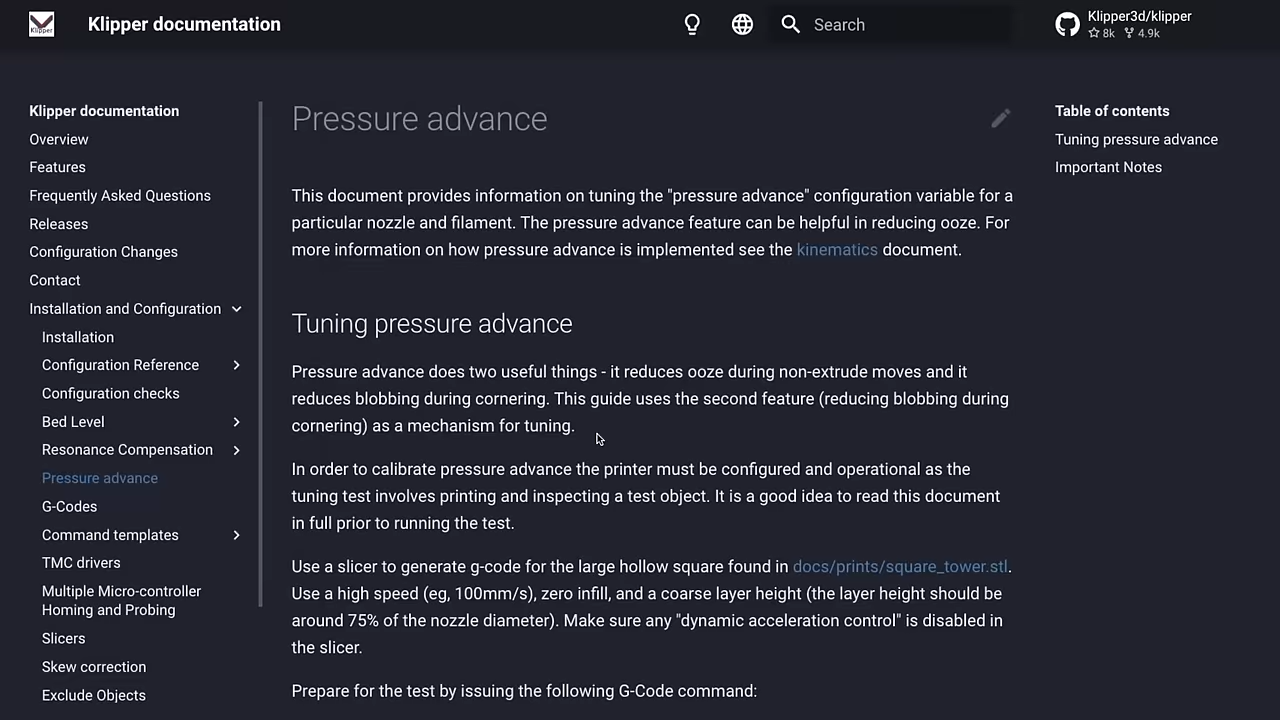 Klipper
Klipper documentation
Search
Klipper3d/klipper
8k 4.9k
Klipper documentation
Overview
Features
Frequently Asked Questions
Releases
Configuration Changes
Contact
Installation and Configuration
Installation
Configuration Reference
Configuration checks
Bed Level
Resonance Compensation
Pressure advance
G-Codes
Command templates
TMC drivers
Multiple Micro-controller
Homing and Probing
Slicers
Skew correction
Exclude Objects
Pressure advance
This document provides information on tuning the "pressure advance" configuration variable for a
particular nozzle and filament. The pressure advance feature can be helpful in reducing ooze. For
more information on how pressure advance is implemented see the kinematics document.
Tuning pressure advance
Pressure advance does two useful things - it reduces ooze during non-extrude moves and it
reduces blobbing during cornering. This guide uses the second feature (reducing blobbing during
cornering) as a mechanism for tuning.
In order to calibrate pressure advance the printer must be configured and operational as the
tuning test involves printing and inspecting a test object. It is a good idea to read this document
in full prior to running the test.
Use a slicer to generate g-code for the large hollow square found in docs/prints/square_tower.stl.
Use a high speed (eg, 100mm/s), zero infill, and a coarse layer height (the layer height should be
around 75% of the nozzle diameter). Make sure any "dynamic acceleration control" is disabled in
the slicer.
Prepare for the test by issuing the following G-Code command:
Table of contents
Tuning pressure advance
Important Notes